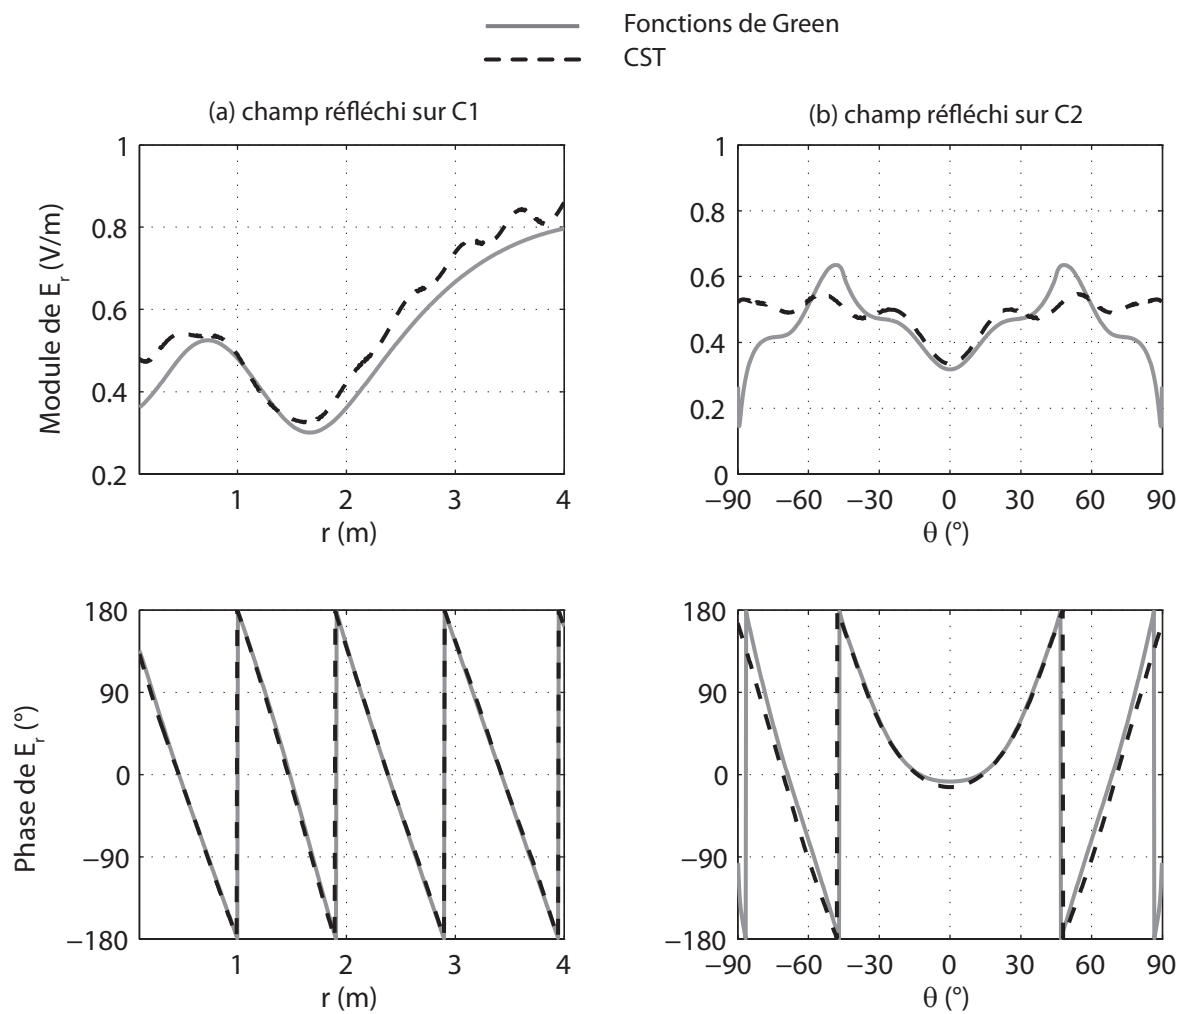 Fonctions de Green
CST
(a) champ réfléchi sur C1
(b) champ réfléchi sur C2
Module de E_r (V/m)
1
0.8
0.6
0.4
0.2
1 2 3 4
r (m)
1
0.8
0.6
0.4
0.2
0
−90 −60 −30 0 30 60 90
θ (°)
Phase de E_r (°)
180
90
0
−90
−180
1 2 3 4
r (m)
180
90
0
−90
−180
−90 −60 −30 0 30 60 90
θ (°)